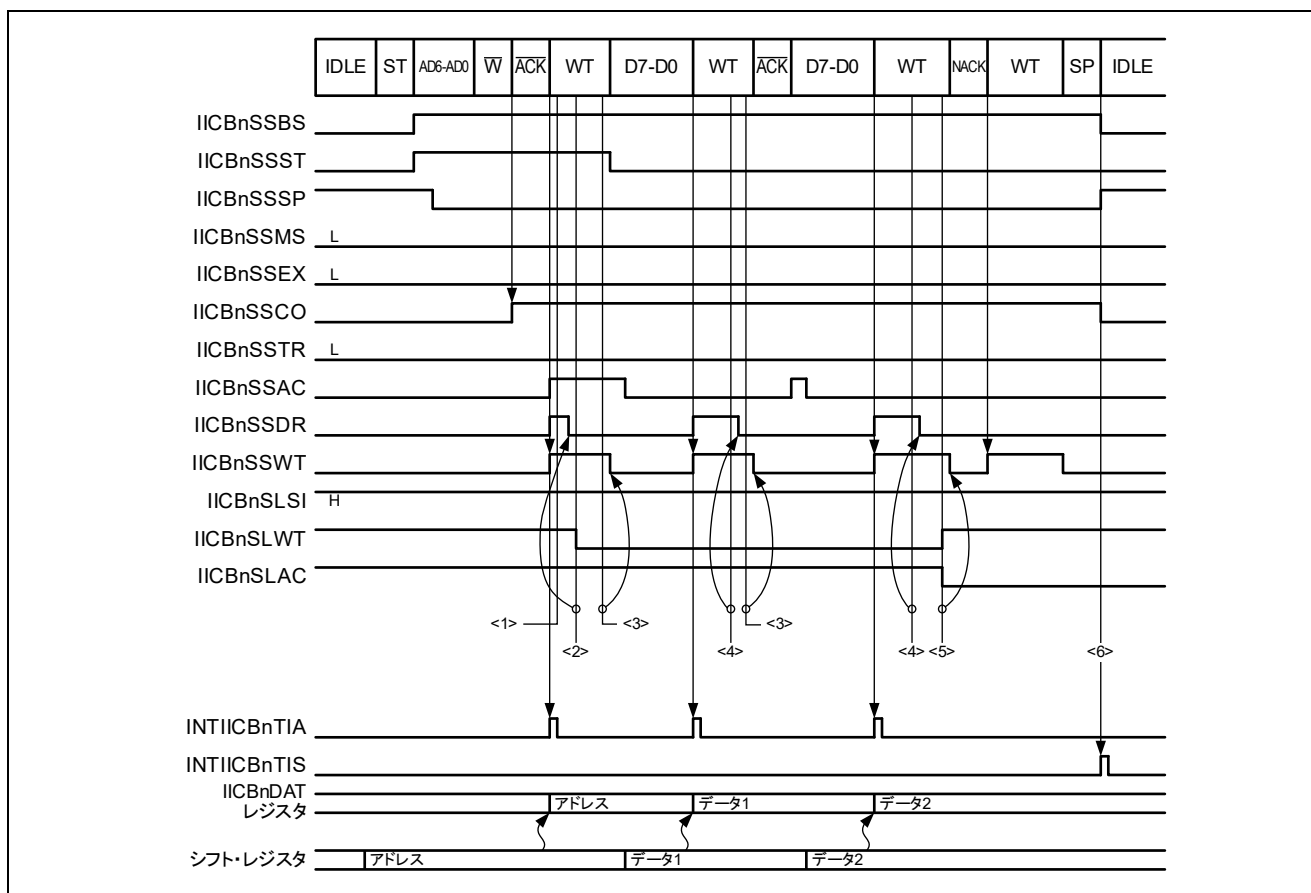 IDLE ST AD6-AD0 W ACK WT D7-D0 WT ACK D7-D0 WT NACK WT SP IDLE
IICBnSSBS
IICBnSSST
IICBnSSSP
IICBnSSMS L
IICBnSSEX L
IICBnSSCO
IICBnSSTR L
IICBnSSAC
IICBnSSDR
IICBnSSWT
IICBnSLSI H
IICBnSLWT
IICBnSLAC
<1> <3> <3>
<2> <4> <4> <5> <6>
INTIICBnTIA
INTIICBnTIS
IICBnDAT
レジスタ アドレス データ1 データ2
シフト・レジスタ アドレス データ1 データ2